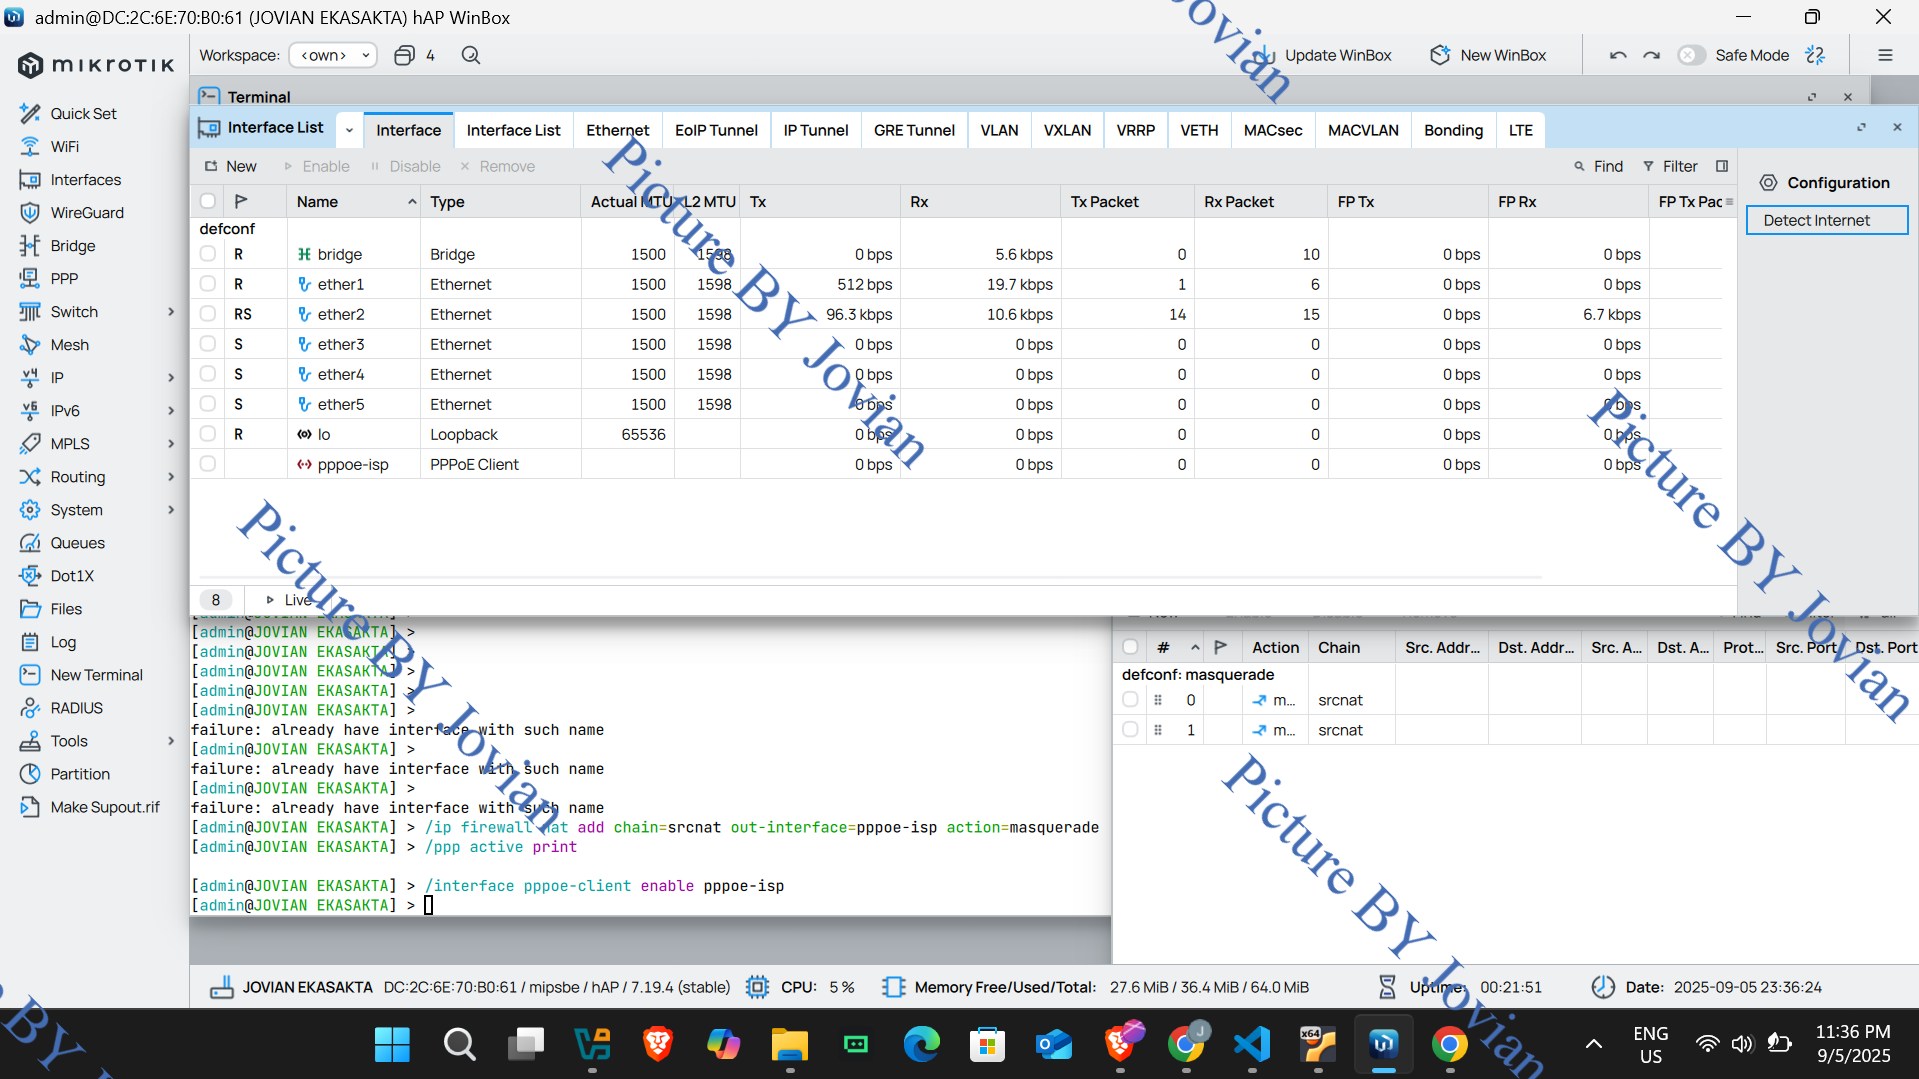 admin@DC:2C:6E:70:B0:61 (JOVIAN EKASAKTA) hAP WinBox
MikroTik
Workspace: <own> 4 Update WinBox New WinBox Safe Mode
Terminal
Quick Set
WiFi
Interfaces
WireGuard
Bridge
PPP
Switch
Mesh
IP
IPv6
MPLS
Routing
System
Queues
Dot1X
Files
Log
New Terminal
RADIUS
Tools
Partition
Make Supout.rif
Interface List Interface Interface List Ethernet EoIP Tunnel IP Tunnel GRE Tunnel VLAN VXLAN VRRP VETH MACsec MACVLAN Bonding LTE
New Enable Disable Remove Find Filter
Configuration
Detect Internet
Name Type Actual MTU L2 MTU Tx Rx Tx Packet Rx Packet FP Tx FP Rx FP Tx Pac
defconf
R bridge Bridge 1500 1598 0 bps 5.6 kbps 0 10 0 bps 0 bps
R ether1 Ethernet 1500 1598 512 bps 19.7 kbps 1 6 0 bps 0 bps
RS ether2 Ethernet 1500 1598 96.3 kbps 10.6 kbps 14 15 0 bps 6.7 kbps
S ether3 Ethernet 1500 1598 0 bps 0 bps 0 0 0 bps 0 bps
S ether4 Ethernet 1500 1598 0 bps 0 bps 0 0 0 bps 0 bps
S ether5 Ethernet 1500 1598 0 bps 0 bps 0 0 0 bps 0 bps
R lo Loopback 65536 0 bps 0 bps 0 0 0 bps 0 bps
pppoe-isp PPPoE Client 0 bps 0 bps 0 0 0 bps 0 bps
8 Live
[admin@JOVIAN EKASAKTA] >
[admin@JOVIAN EKASAKTA] >
[admin@JOVIAN EKASAKTA] >
[admin@JOVIAN EKASAKTA] >
[admin@JOVIAN EKASAKTA] >
[admin@JOVIAN EKASAKTA] >
failure: already have interface with such name
[admin@JOVIAN EKASAKTA] >
failure: already have interface with such name
[admin@JOVIAN EKASAKTA] >
failure: already have interface with such name
[admin@JOVIAN EKASAKTA] > /ip firewall nat add chain=srcnat out-interface=pppoe-isp action=masquerade
[admin@JOVIAN EKASAKTA] > /ppp active print
[admin@JOVIAN EKASAKTA] > /interface pppoe-client enable pppoe-isp
[admin@JOVIAN EKASAKTA] >
# Action Chain Src. Addr... Dst. Addr... Src. A... Dst. A... Prot... Src. Port Dst. Port
defconf: masquerade
0 m... srcnat
1 m... srcnat
JOVIAN EKASAKTA DC:2C:6E:70:B0:61 / mipsbe / hAP / 7.19.4 (stable) CPU: 5 % Memory Free/Used/Total: 27.6 MiB / 36.4 MiB / 64.0 MiB Uptime: 00:21:51 Date: 2025-09-05 23:36:24
ENG
US
11:36 PM
9/5/2025
Jovian
Picture BY Jovian
Picture BY Jovian
Picture BY Jovian
Picture BY Jovian
BY